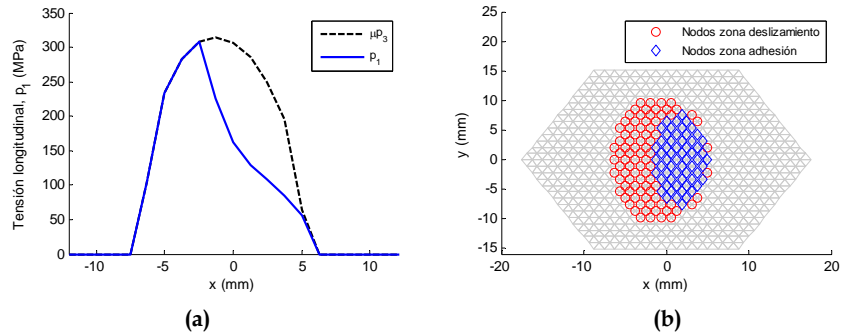 350
300
250
200
150
100
50
0
-10
-5
0
5
10
x (mm)
Tensión longitudinal, p1 (MPa)
μp3
p1
(a)
25
20
15
10
5
0
-5
-10
-15
-20
-10
0
10
20
x (mm)
y (mm)
Nodos zona deslizamiento
Nodos zona adhesión
(b)